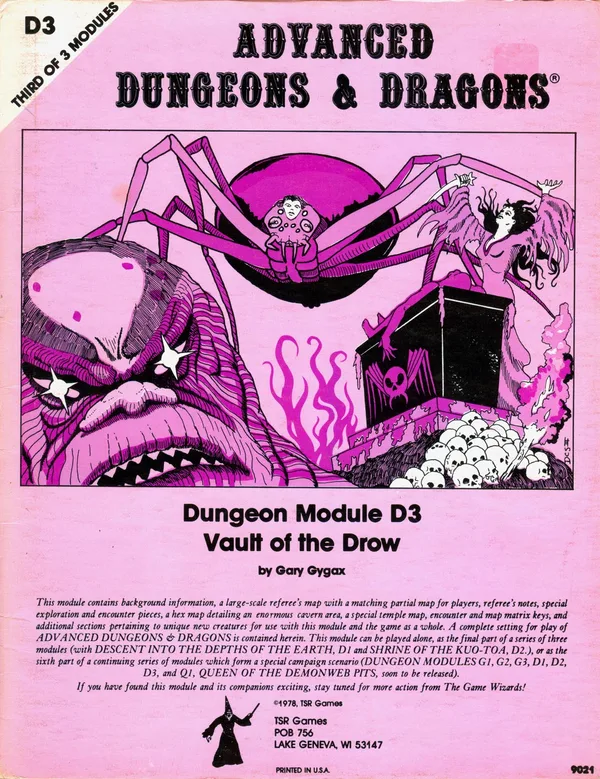 D3
THIRD OF 3 MODULES
ADVANCED
DUNGEONS & DRAGONS®
DCS III
Dungeon Module D3
Vault of the Drow
by Gary Gygax
This module contains background information, a large-scale referee's map with a matching partial map for players, referee's notes, special
exploration and encounter pieces, a hex map detailing an enormous cavern area, a special temple map, encounter and map matrix keys, and
additional sections pertaining to unique new creatures for use with this module and the game as a whole. A complete setting for play of
ADVANCED DUNGEONS & DRAGONS is contained herein. This module can be played alone, as the final part of a series of three
modules (with DESCENT INTO THE DEPTHS OF THE EARTH, D1 and SHRINE OF THE KUO-TOA, D2.), or as the
sixth part of a continuing series of modules which form a special campaign scenario (DUNGEON MODULES G1, G2, G3, D1, D2,
D3, and Q1, QUEEN OF THE DEMONWEB PITS, soon to be released).
If you have found this module and its companions exciting, stay tuned for more action from The Game Wizards!
©1978, TSR Games
TSR Games
POB 756
LAKE GENEVA, WI 53147
PRINTED IN U.S.A.
9021